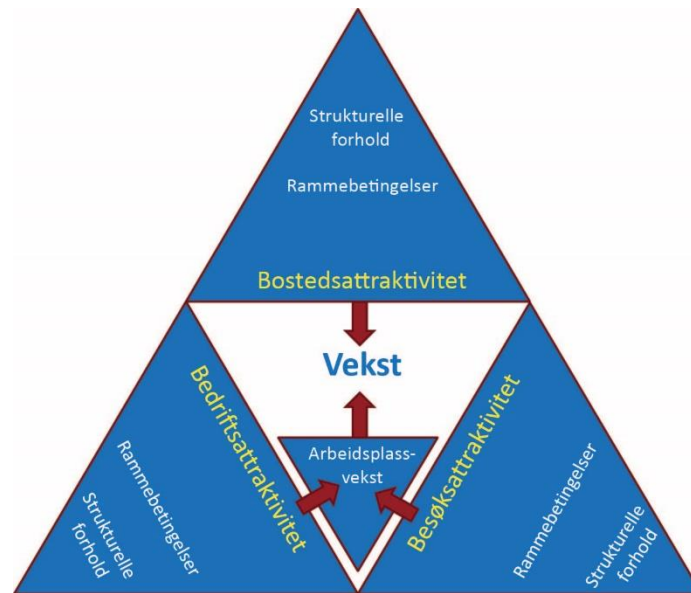 Strukturelle
forhold
Rammebetingelser
Bostedsattraktivitet
Vekst
Arbeidsplass-
vekst
Bedriftsattraktivitet
Rammebetingelser
Strukturelle
forhold
Besøksattraktivitet
Rammebetingelser
Strukturelle
forhold